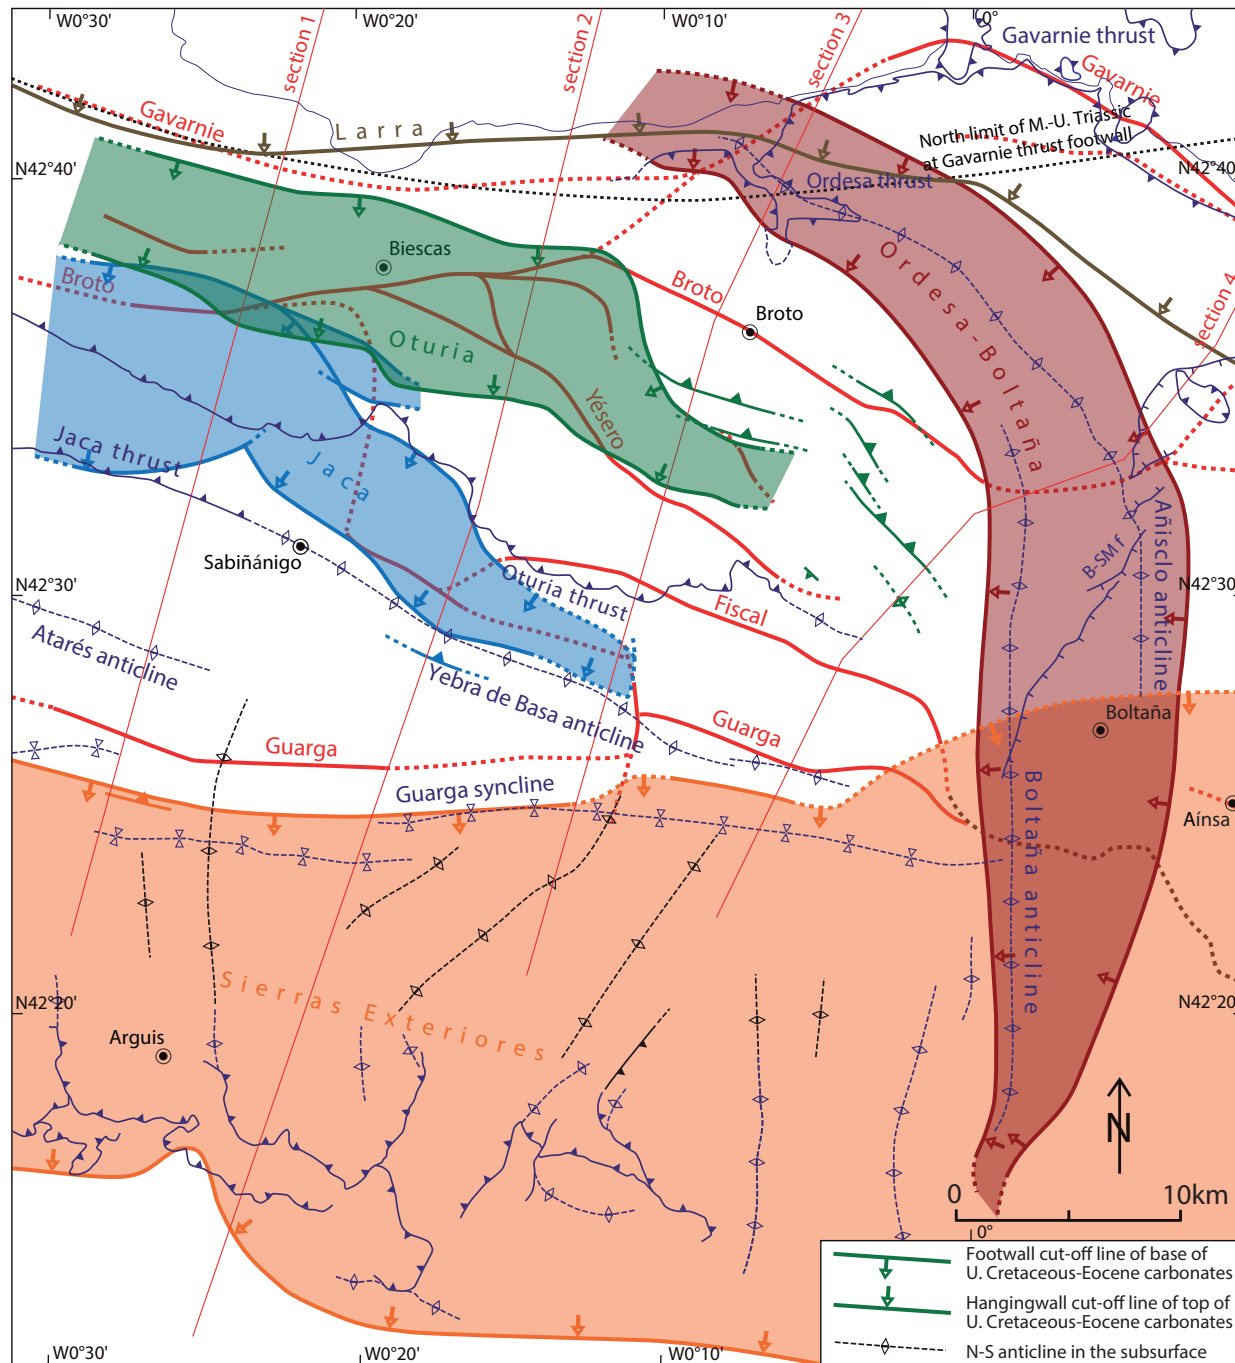 W0°30'
W0°20'
W0°10'
0°
section 1
section 2
section 3
Gavarnie thrust
Gavarnie
Gavarnie
Larra
North limit of M.-U. Triassic
at Gavarnie thrust footwall
N42°40'
N42°40'
Ordesa thrust
Biescas
Broto
Broto
Broto
Ordesa-Boltaña
section 4
Oturia
Yésero
Jaca thrust
Jaca
Sabiñánigo
Oturia thrust
B-SM f
Añisclo anticline
N42°30'
N42°30'
Fiscal
Atarés anticline
Yebra de Basa anticline
Boltaña
Guarga
Guarga
Guarga syncline
Aínsa
Boltaña anticline
Sierras Exteriores
N42°20'
N42°20'
Arguis
N
0 10km
0°
Footwall cut-off line of base of
U. Cretaceous-Eocene carbonates
Hangingwall cut-off line of top of
U. Cretaceous-Eocene carbonates
N-S anticline in the subsurface
W0°30'
W0°20'
W0°10'